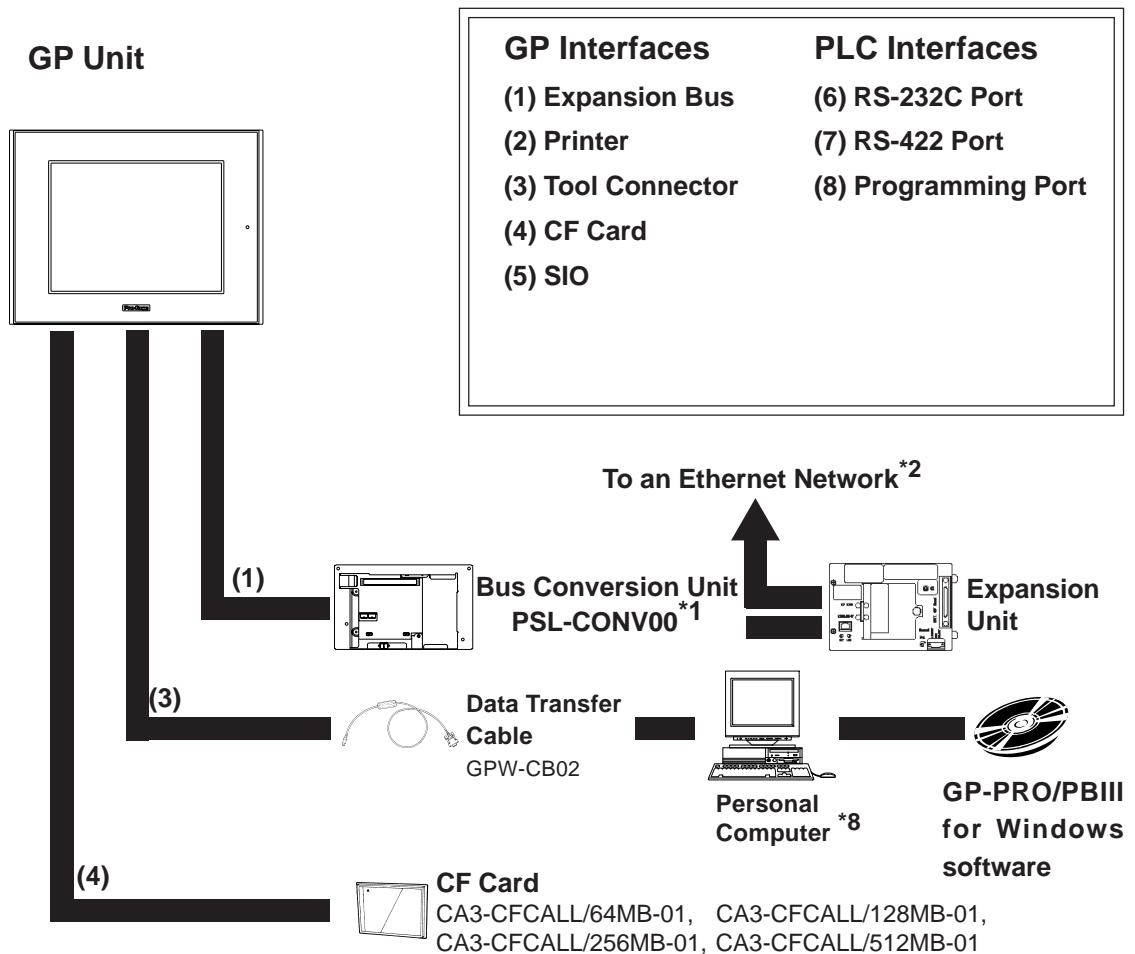 GP Unit
GP Interfaces
(1) Expansion Bus
(2) Printer
(3) Tool Connector
(4) CF Card
(5) SIO
PLC Interfaces
(6) RS-232C Port
(7) RS-422 Port
(8) Programming Port
To an Ethernet Network*2
(1)
Bus Conversion Unit
PSL-CONV00*1
Expansion
Unit
(3)
Data Transfer
Cable
GPW-CB02
Personal
Computer *8
GP-PRO/PBIII
for Windows
software
(4)
CF Card
CA3-CFCALL/64MB-01, CA3-CFCALL/128MB-01,
CA3-CFCALL/256MB-01, CA3-CFCALL/512MB-01